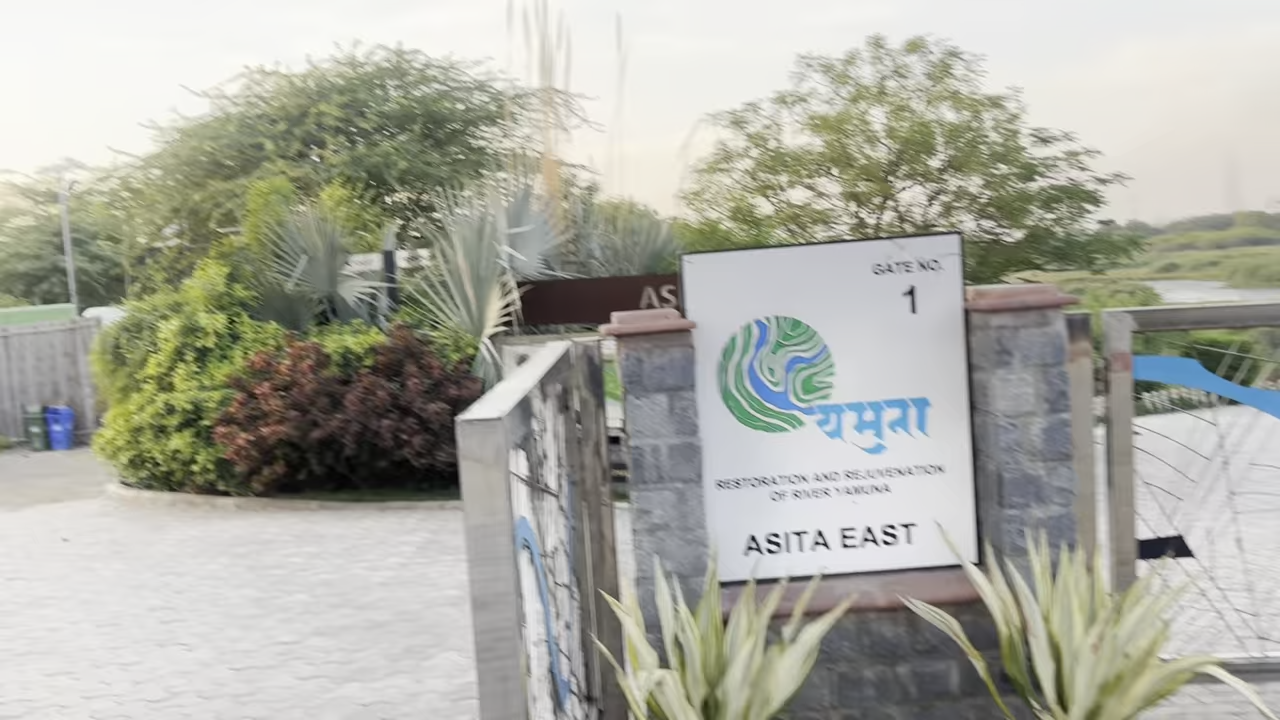 AS
GATE NO.
1
यमुना
RESTORATION AND REJUVENATION
OF RIVER YAMUNA
ASITA EAST